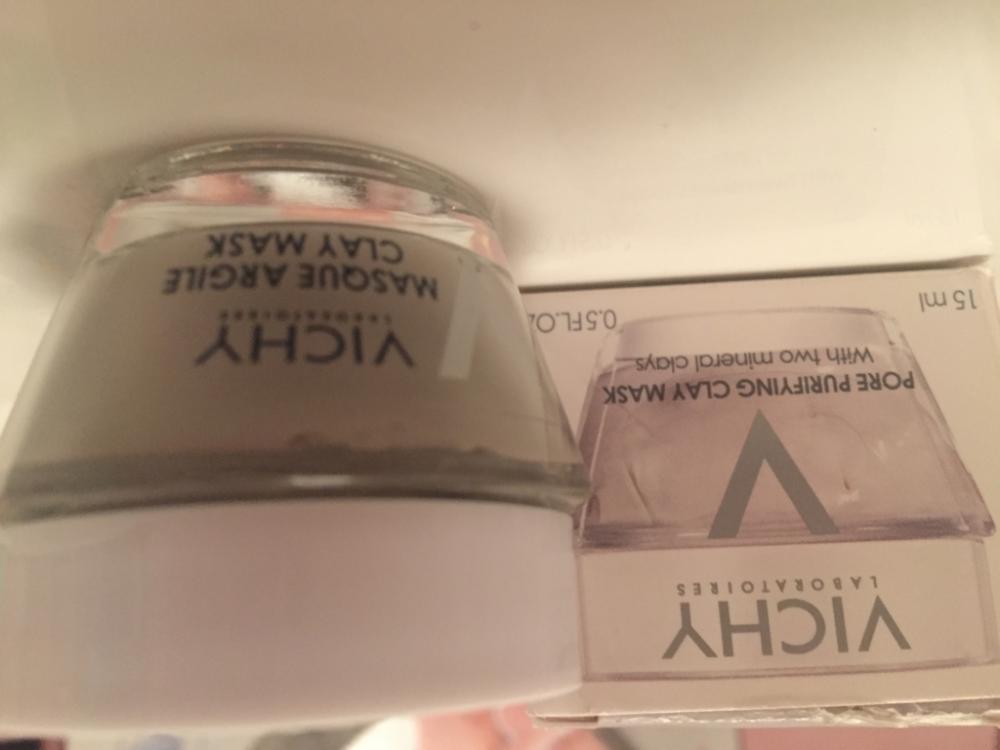 VICHY
LABORATOIRES
MASQUE ARGILE
CLAY MASK
VICHY
LABORATOIRES
PORE PURIFYING CLAY MASK
With two mineral clays
15 ml
0.5FL.OZ